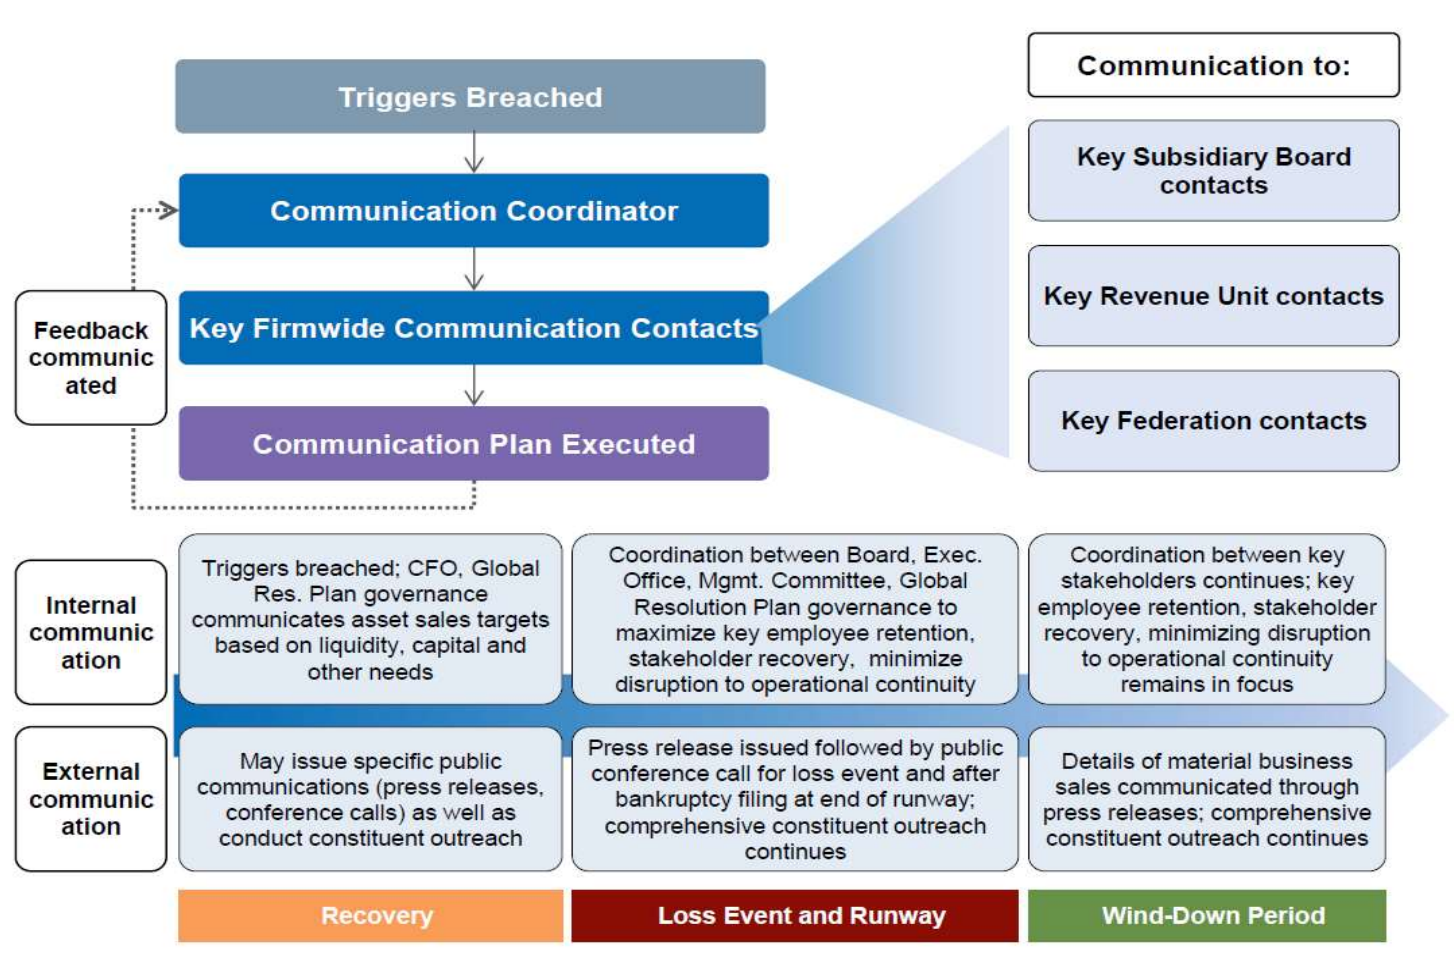 Communication to:
Triggers Breached
Key Subsidiary Board
contacts
Communication Coordinator
Key Revenue Unit contacts
Key Firmwide Communication Contacts
Feedback
communic
ated
Key Federation contacts
Communication Plan Executed
Internal
communic
ation
Triggers breached; CFO, Global
Res. Plan governance
communicates asset sales targets
based on liquidity, capital and
other needs
Coordination between Board, Exec.
Office, Mgmt. Committee, Global
Resolution Plan governance to
maximize key employee retention,
stakeholder recovery, minimize
disruption to operational continuity
Coordination between key
stakeholders continues; key
employee retention, stakeholder
recovery, minimizing disruption
to operational continuity
remains in focus
External
communic
ation
May issue specific public
communications (press releases,
conference calls) as well as
conduct constituent outreach
Press release issued followed by public
conference call for loss event and after
bankruptcy filing at end of runway;
comprehensive constituent outreach
continues
Details of material business
sales communicated through
press releases; comprehensive
constituent outreach continues
Recovery
Loss Event and Runway
Wind-Down Period